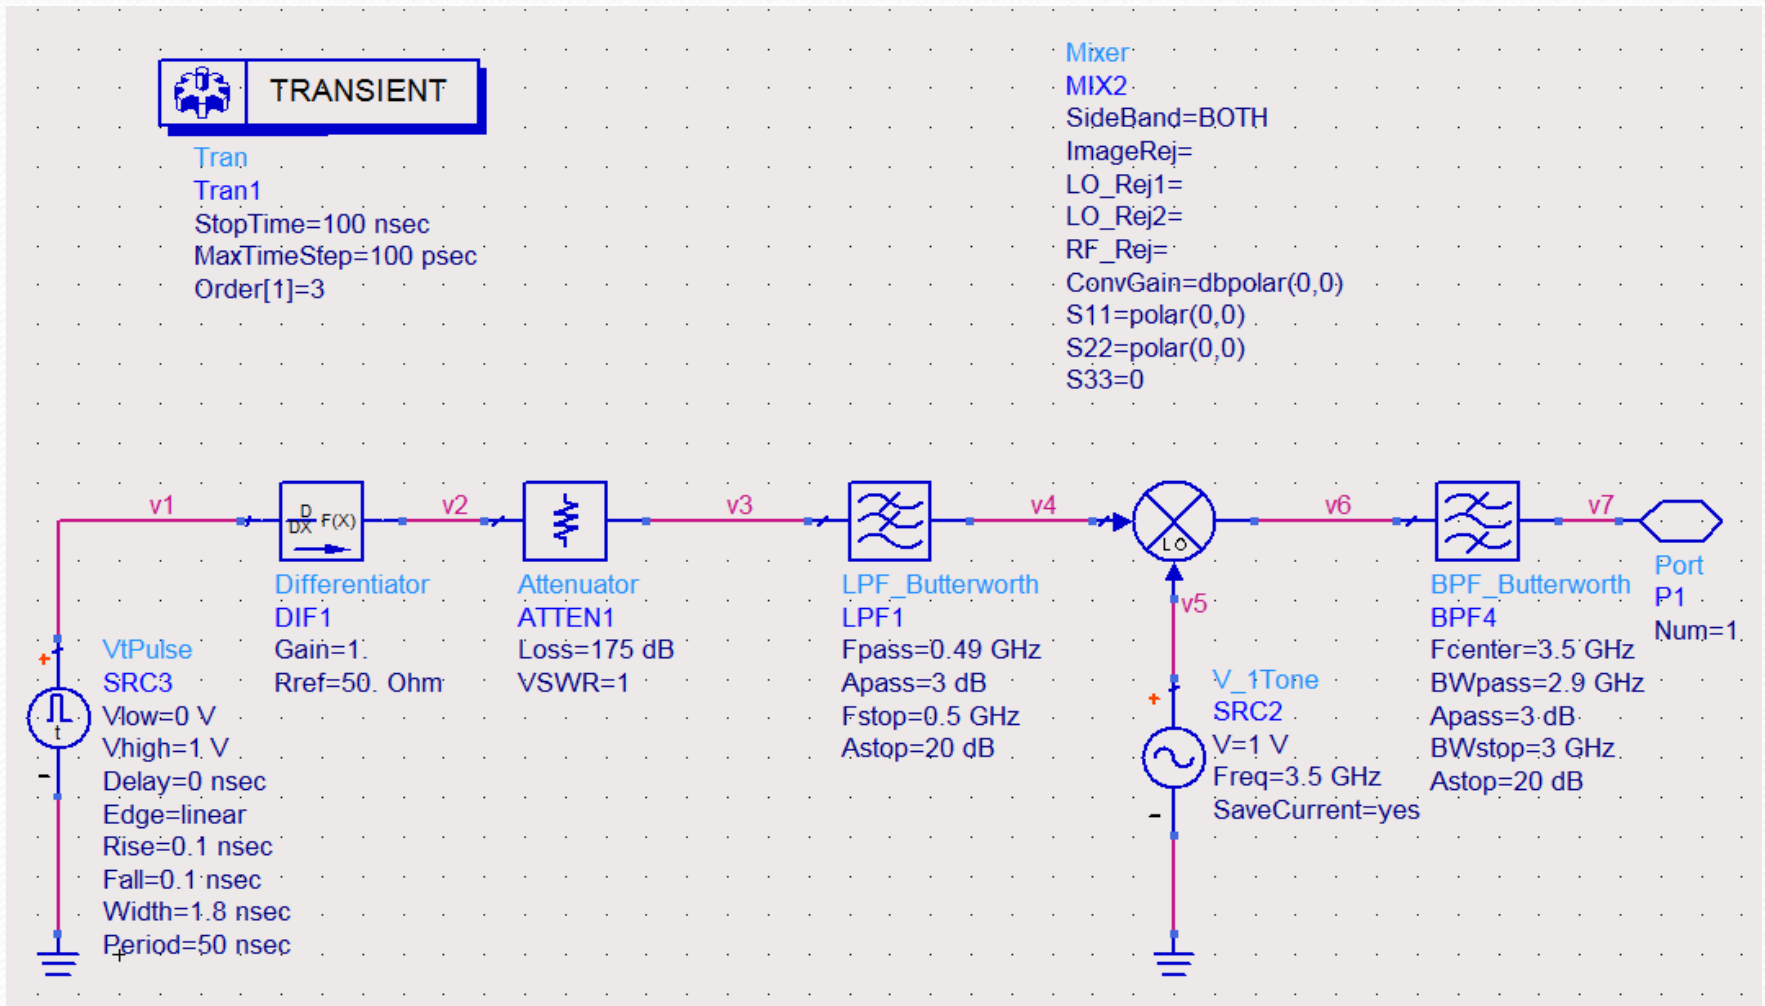 TRANSIENT
Tran
Tran1
StopTime=100 nsec
MaxTimeStep=100 psec
Order[1]=3
Mixer
MIX2
SideBand=BOTH
ImageRej=
LO_Rej1=
LO_Rej2=
RF_Rej=
ConvGain=dbpolar(0,0)
S11=polar(0,0)
S22=polar(0,0)
S33=0
v1
v2
v3
v4
v6
v7
D
DX F(X)
LO
v5
VtPulse
SRC3
Vlow=0 V
Vhigh=1 V
Delay=0 nsec
Edge=linear
Rise=0.1 nsec
Fall=0.1 nsec
Width=1.8 nsec
Period=50 nsec
+
t
-
Differentiator
DIF1
Gain=1.
Rref=50. Ohm
Attenuator
ATTEN1
Loss=175 dB
VSWR=1
LPF_Butterworth
LPF1
Fpass=0.49 GHz
Apass=3 dB
Fstop=0.5 GHz
Astop=20 dB
+
-
V_1Tone
SRC2
V=1 V
Freq=3.5 GHz
SaveCurrent=yes
BPF_Butterworth
BPF4
Fcenter=3.5 GHz
BWpass=2.9 GHz
Apass=3 dB
BWstop=3 GHz
Astop=20 dB
Port
P1
Num=1